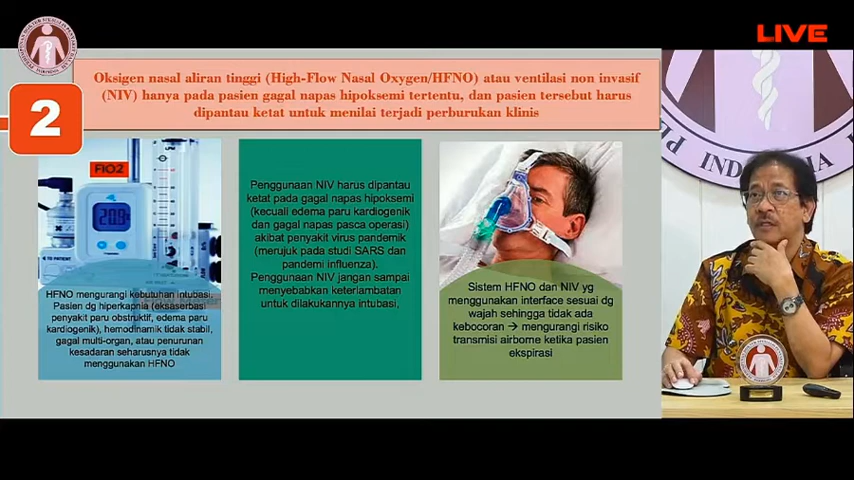 LIVE
Oksigen nasal aliran tinggi (High-Flow Nasal Oxygen/HFNO) atau ventilasi non invasif
(NIV) hanya pada pasien gagal napas hipoksemi tertentu, dan pasien tersebut harus
dipantau ketat untuk menilai terjadi perburukan klinis
2
FIO2
20.9
HFNO mengurangi kebutuhan intubasi.
Pasien dg hiperkapnia (eksaserbasi
penyakit paru obstruktif, edema paru
kardiogenik), hemodinamik tidak stabil,
gagal multi-organ, atau penurunan
kesadaran seharusnya tidak
menggunakan HFNO
Penggunaan NIV harus dipantau
ketat pada gagal napas hipoksemi
(kecuali edema paru kardiogenik
dan gagal napas pasca operasi)
akibat penyakit virus pandemik
(merujuk pada studi SARS dan
pandemi influenza).
Penggunaan NIV jangan sampai
menyebabkan keterlambatan
untuk dilakukannya intubasi,
Sistem HFNO dan NIV yg
menggunakan interface sesuai dg
wajah sehingga tidak ada
kebocoran → mengurangi risiko
transmisi airborne ketika pasien
ekspirasi
INDONESIA